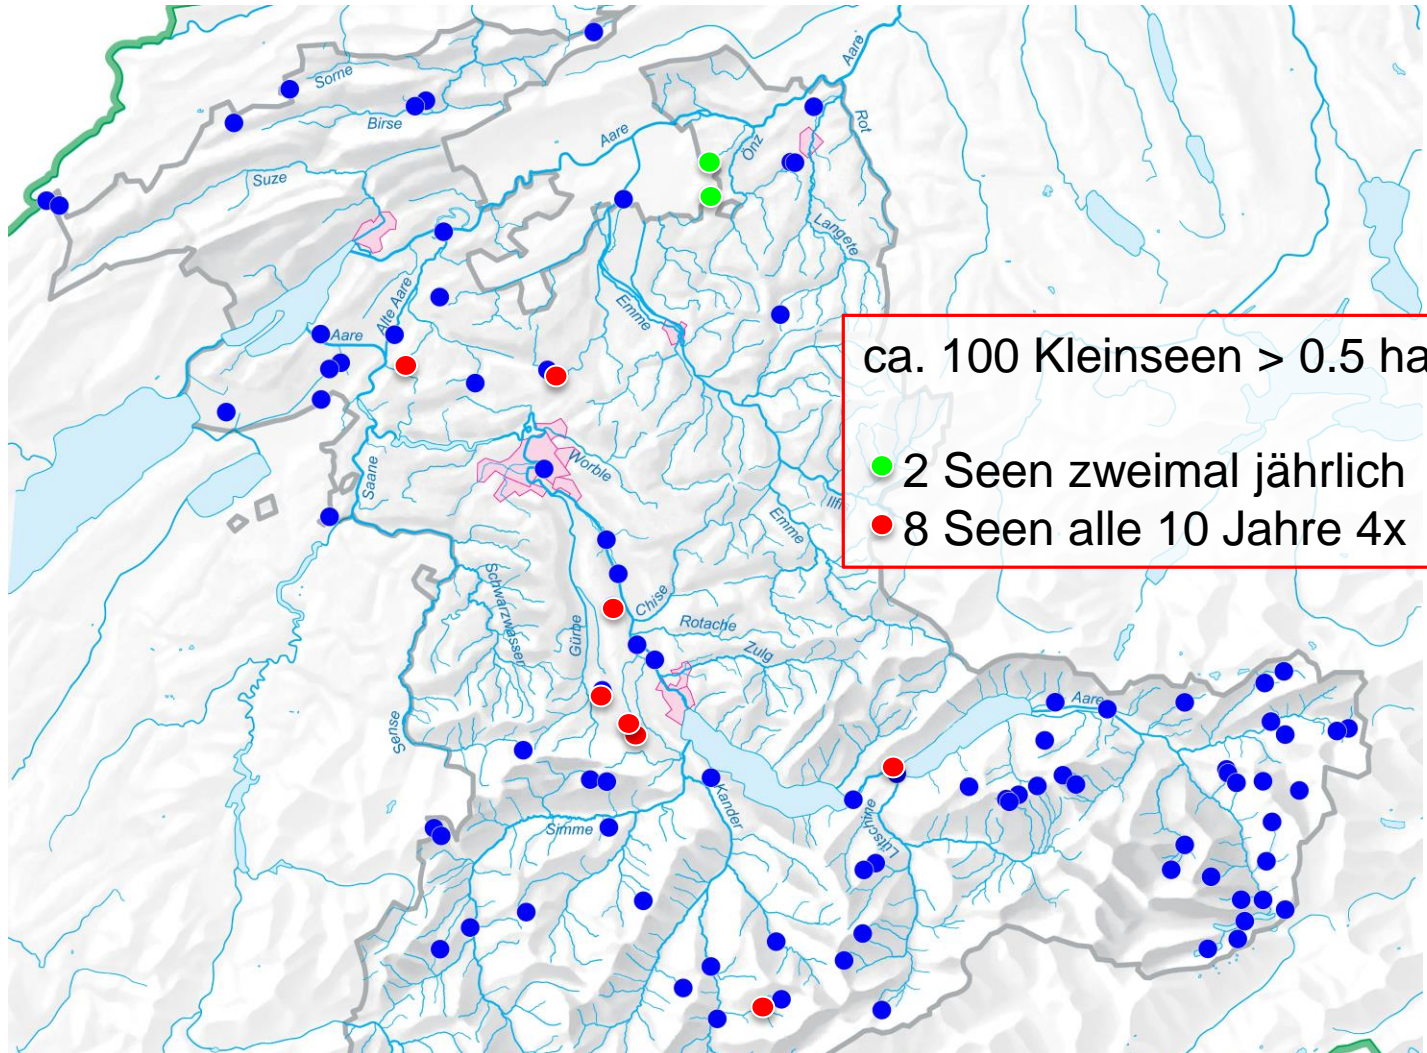 Aare
Sorne
Birse
Rot
Aare
Önz
Suze
Langete
Alte Aare
Emme
Aare
ca. 100 Kleinseen > 0.5 ha
Worble
Saane
2 Seen zweimal jährlich
Ilfi
Emme
8 Seen alle 10 Jahre 4x
Schwarzwasser
Chise
Gürbe
Rotache
Zulg
Sense
Aare
Kander
Simme
Lütschine